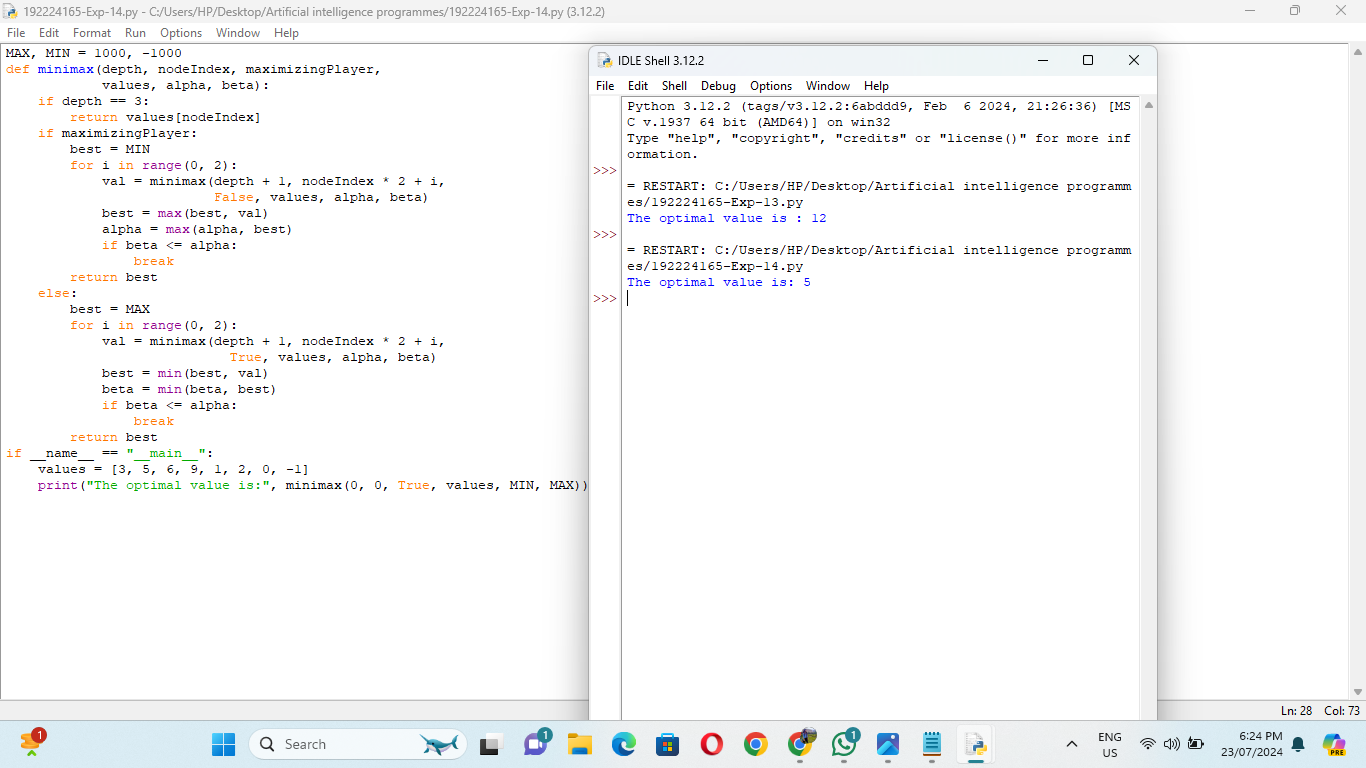 192224165-Exp-14.py - C:/Users/HP/Desktop/Artificial intelligence programmes/192224165-Exp-14.py (3.12.2)
File Edit Format Run Options Window Help
MAX, MIN = 1000, -1000
def minimax(depth, nodeIndex, maximizingPlayer,
            values, alpha, beta):
    if depth == 3:
        return values[nodeIndex]
    if maximizingPlayer:
        best = MIN
        for i in range(0, 2):
            val = minimax(depth + 1, nodeIndex * 2 + i,
                          False, values, alpha, beta)
            best = max(best, val)
            alpha = max(alpha, best)
            if beta <= alpha:
                break
        return best
    else:
        best = MAX
        for i in range(0, 2):
            val = minimax(depth + 1, nodeIndex * 2 + i,
                            True, values, alpha, beta)
            best = min(best, val)
            beta = min(beta, best)
            if beta <= alpha:
                break
        return best
if __name__ == "__main__":
    values = [3, 5, 6, 9, 1, 2, 0, -1]
    print("The optimal value is:", minimax(0, 0, True, values, MIN, MAX))
IDLE Shell 3.12.2
File Edit Shell Debug Options Window Help
Python 3.12.2 (tags/v3.12.2:6abddd9, Feb  6 2024, 21:26:36) [MS
C v.1937 64 bit (AMD64)] on win32
Type "help", "copyright", "credits" or "license()" for more inf
ormation.
>>>
= RESTART: C:/Users/HP/Desktop/Artificial intelligence programm
es/192224165-Exp-13.py
The optimal value is : 12
>>>
= RESTART: C:/Users/HP/Desktop/Artificial intelligence programm
es/192224165-Exp-14.py
The optimal value is: 5
>>>
Ln: 28 Col: 73
1
Search
1
1
ENG
US
6:24 PM
23/07/2024
PRE